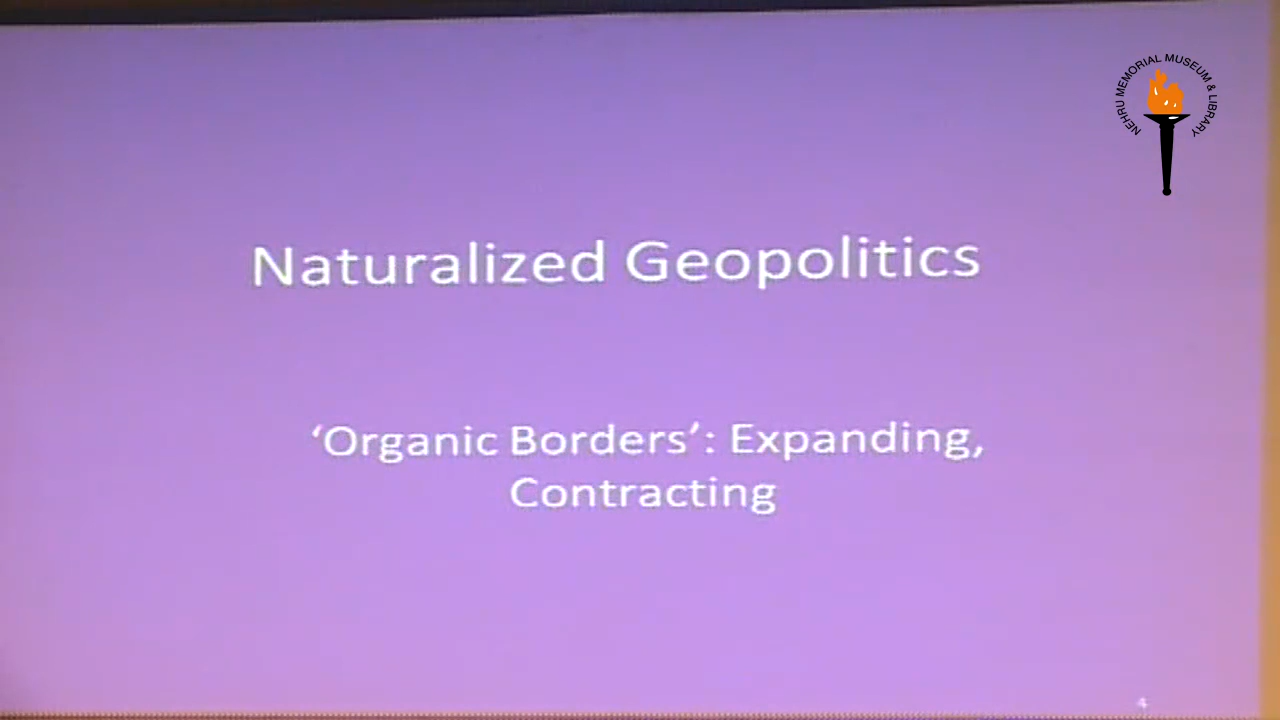 NEHRU MEMORIAL MUSEUM & LIBRARY
Naturalized Geopolitics
‘Organic Borders’: Expanding,
Contracting
4